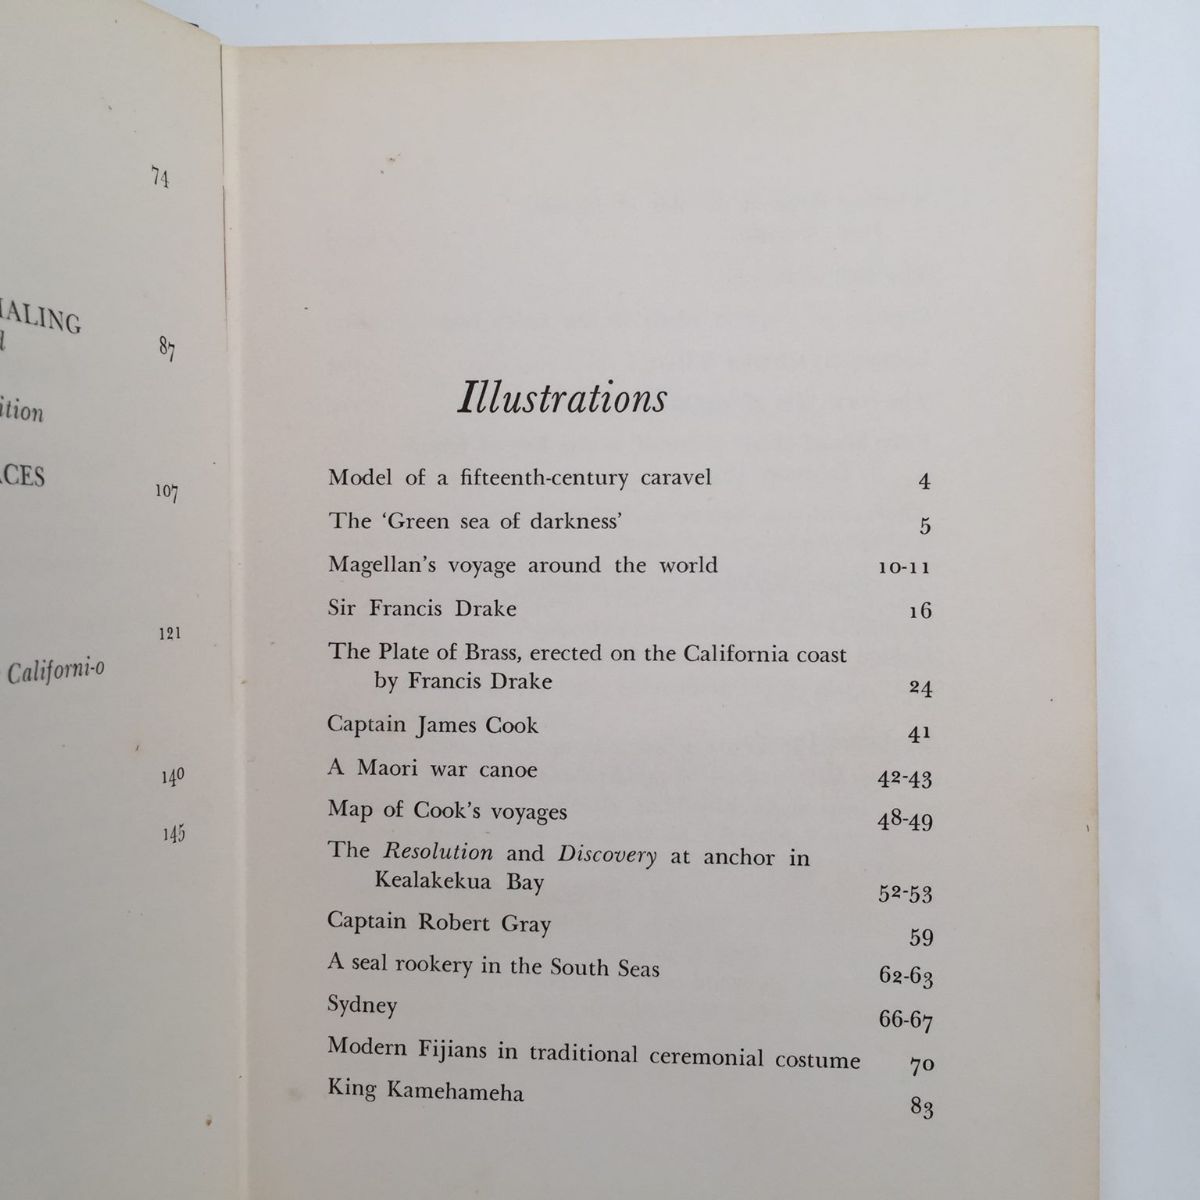 74
87
ition
107
121
Californi-o
140
145
Illustrations
Model of a fifteenth-century caravel 4
The ‘Green sea of darkness’ 5
Magellan’s voyage around the world 10-11
Sir Francis Drake 16
The Plate of Brass, erected on the California coast
by Francis Drake 24
Captain James Cook 41
A Maori war canoe 42-43
Map of Cook’s voyages 48-49
The Resolution and Discovery at anchor in
Kealakekua Bay 52-53
Captain Robert Gray 59
A seal rookery in the South Seas 62-63
Sydney 66-67
Modern Fijians in traditional ceremonial costume 70
King Kamehameha 83